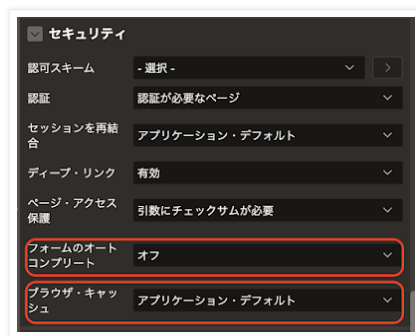 セキュリティ
認可スキーム
- 選択 -
認証
認証が必要なページ
セッションを再結
合
アプリケーション・デフォルト
ディープ・リンク
有効
ページ・アクセス
保護
引数にチェックサムが必要
フォームのオート
コンプリート
オフ
ブラウザ・キャッ
シュ
アプリケーション・デフォルト